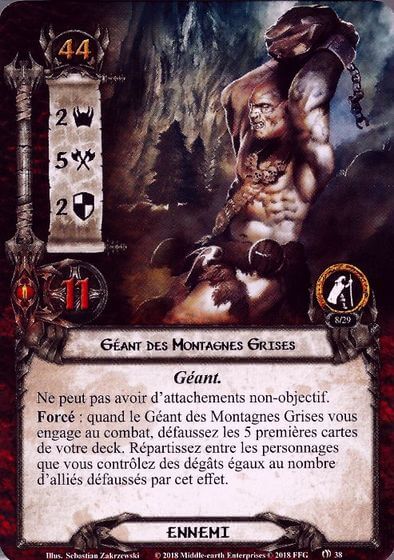 44
2
5
2
11
8/29
Géant des Montagnes Grises
Géant.
Ne peut pas avoir d'attachements non-objectif.
Forcé : quand le Géant des Montagnes Grises vous
engage au combat, défaussez les 5 premières cartes
de votre deck. Répartissez entre les personnages
que vous contrôlez des dégâts égaux au nombre
d'alliés défaussés par cet effet.
ENNEMI
Illus. Sebastian Zakrzewski
© 2018 Middle-earth Enterprises © 2018 FFG
38